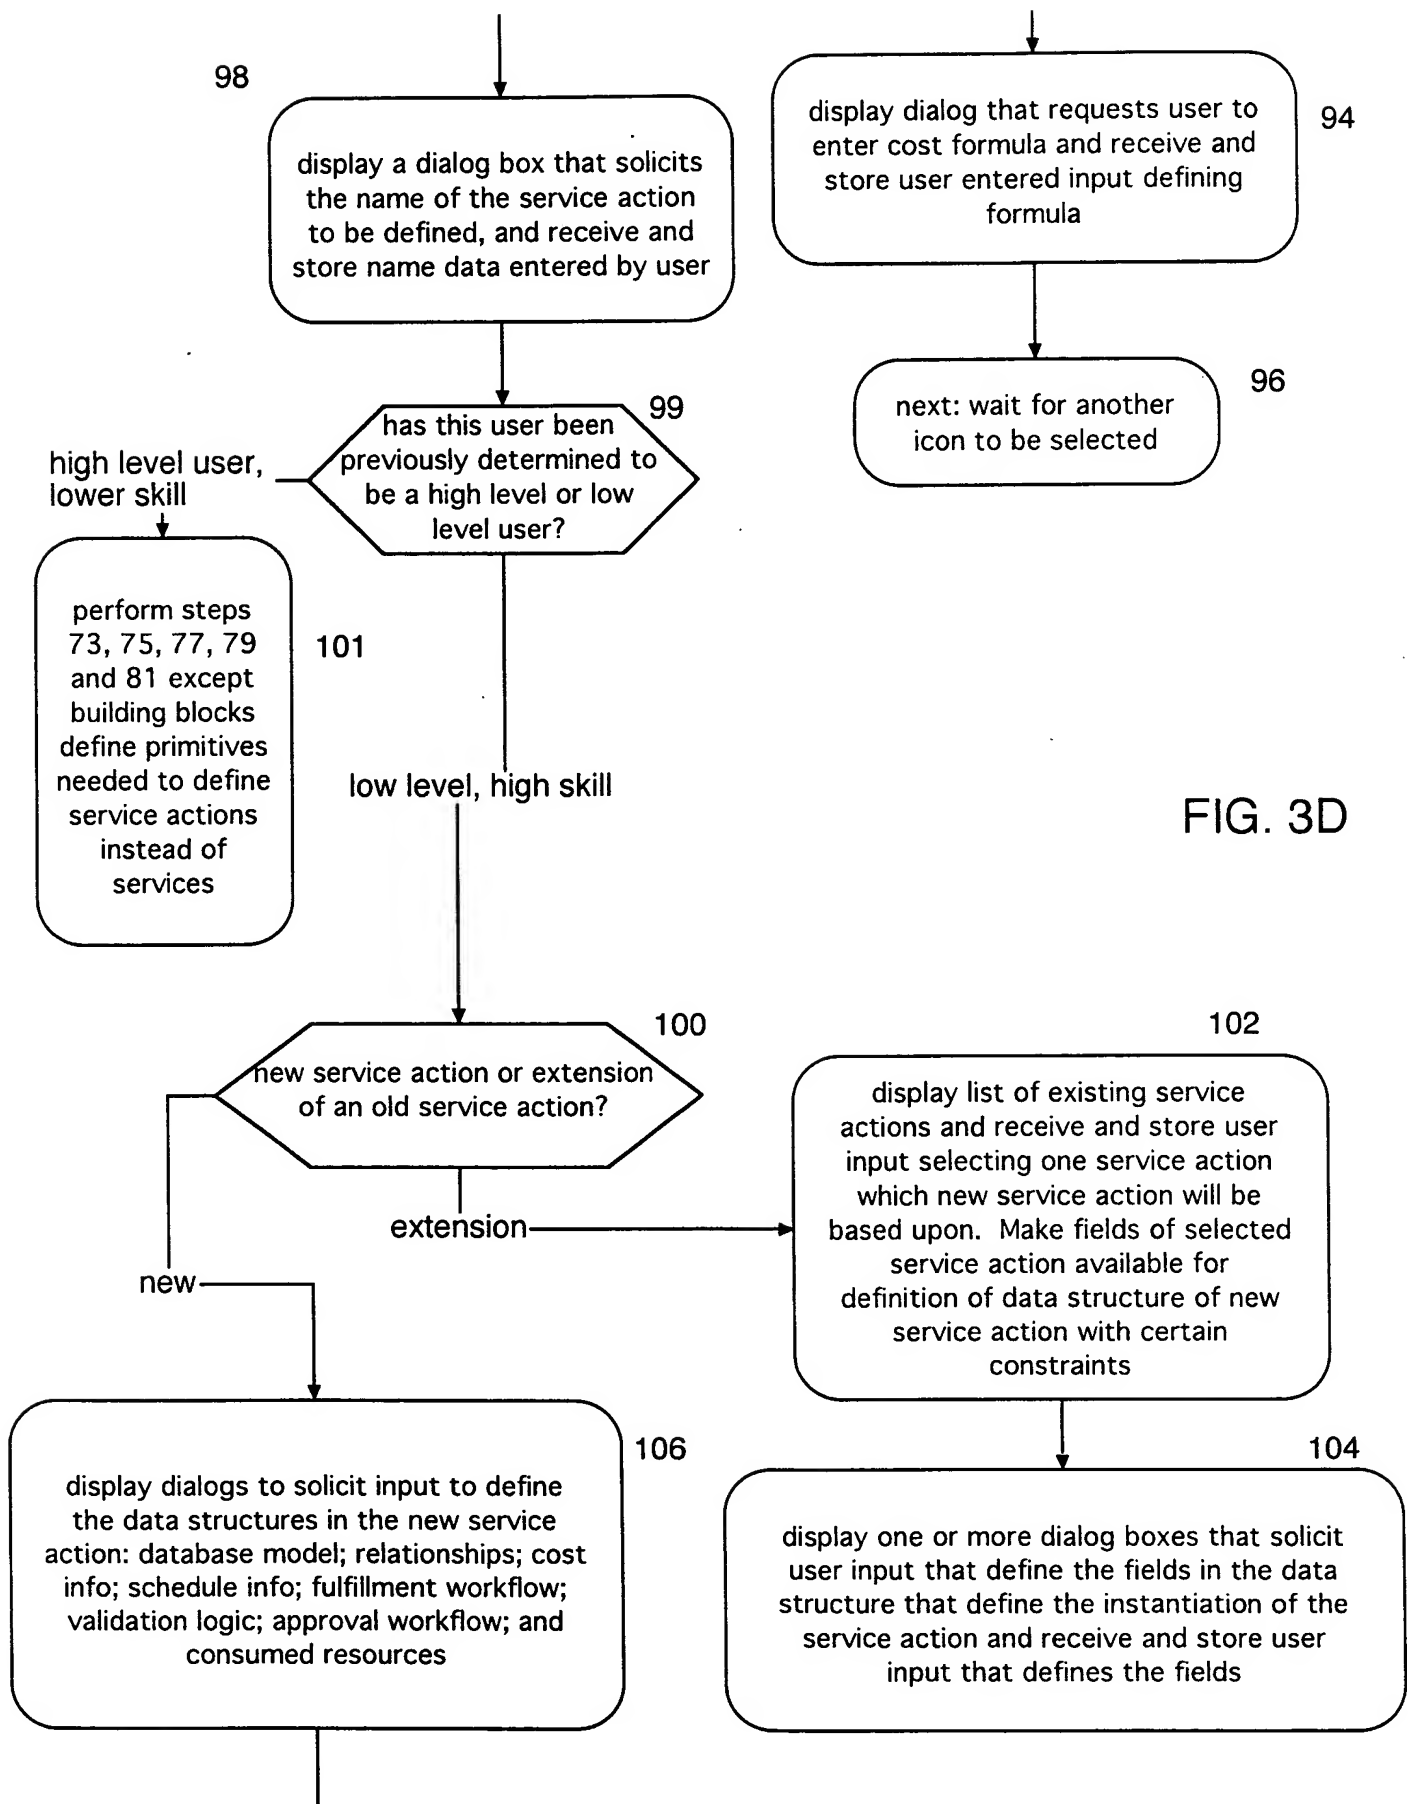 98
display a dialog box that solicits
the name of the service action
to be defined, and receive and
store name data entered by user
display dialog that requests user to
enter cost formula and receive and
store user entered input defining
formula
94
next: wait for another
icon to be selected
96
99
has this user been
previously determined to
be a high level or low
level user?
high level user,
lower skill
perform steps
73, 75, 77, 79
and 81 except
building blocks
define primitives
needed to define
service actions
instead of
services
101
low level, high skill
FIG. 3D
100
new service action or extension
of an old service action?
extension
new
102
display list of existing service
actions and receive and store user
input selecting one service action
which new service action will be
based upon.  Make fields of selected
service action available for
definition of data structure of new
service action with certain
constraints
106
display dialogs to solicit input to define
the data structures in the new service
action: database model; relationships; cost
info; schedule info; fulfillment workflow;
validation logic; approval workflow; and
consumed resources
104
display one or more dialog boxes that solicit
user input that define the fields in the data
structure that define the instantiation of the
service action and receive and store user
input that defines the fields